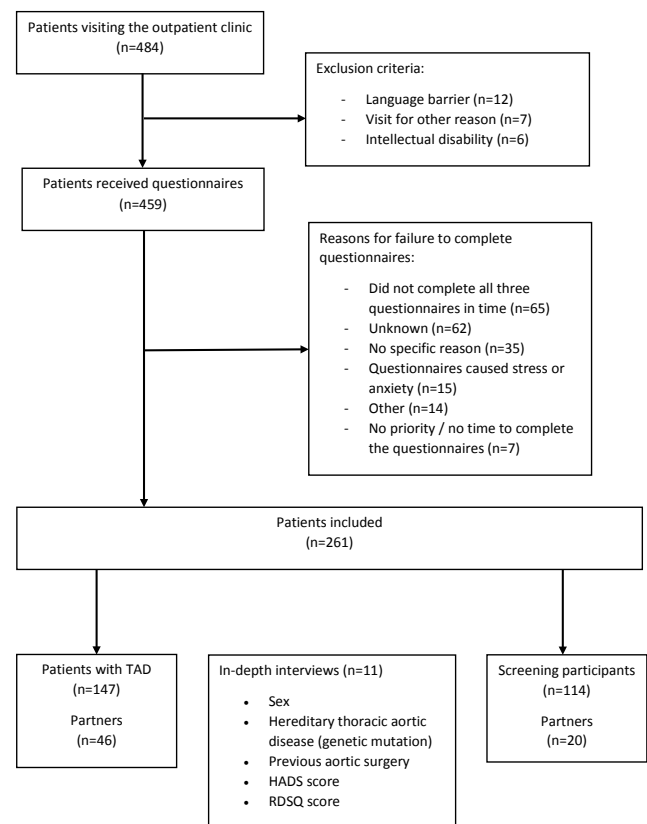 Patients visiting the outpatient clinic
(n=484)
Exclusion criteria:
- Language barrier (n=12)
- Visit for other reason (n=7)
- Intellectual disability (n=6)
Patients received questionnaires
(n=459)
Reasons for failure to complete
questionnaires:
- Did not complete all three
questionnaires in time (n=65)
- Unknown (n=62)
- No specific reason (n=35)
- Questionnaires caused stress or
anxiety (n=15)
- Other (n=14)
- No priority / no time to complete
the questionnaires (n=7)
Patients included
(n=261)
Patients with TAD
(n=147)
Partners
(n=46)
In-depth interviews (n=11)
• Sex
• Hereditary thoracic aortic
disease (genetic mutation)
• Previous aortic surgery
• HADS score
• RDSQ score
Screening participants
(n=114)
Partners
(n=20)